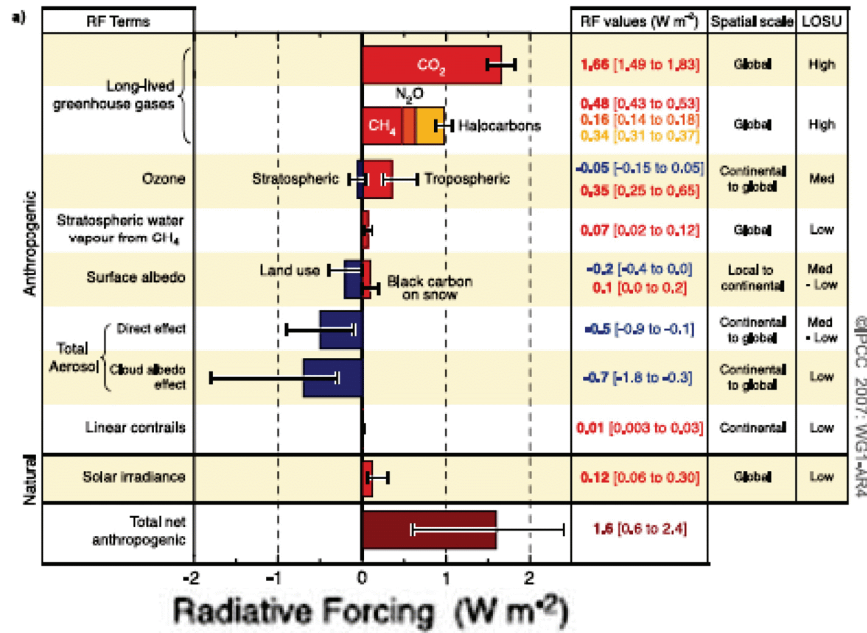 a)
RF Terms
RF values (W m⁻²)
Spatial scale
LOSU
Anthropogenic
Long-lived
greenhouse gases
CO₂
1.66 [1.49 to 1.83]
Global
High
N₂O
CH₄
Halocarbons
0.48 [0.43 to 0.53]
0.16 [0.14 to 0.18]
0.34 [0.31 to 0.37]
Global
High
Ozone
Stratospheric
Tropospheric
-0.05 [-0.15 to 0.05]
0.35 [0.25 to 0.65]
Continental
to global
Med
Stratospheric water
vapour from CH₄
0.07 [0.02 to 0.12]
Global
Low
Surface albedo
Land use
Black carbon
on snow
-0.2 [-0.4 to 0.0]
0.1 [0.0 to 0.2]
Local to
continental
Med
- Low
Total
Aerosol
Direct effect
-0.5 [-0.9 to -0.1]
Continental
to global
Med
- Low
Cloud albedo
effect
-0.7 [-1.8 to -0.3]
Continental
to global
Low
Linear contrails
0.01 [0.003 to 0.03]
Continental
Low
Natural
Solar irradiance
0.12 [0.06 to 0.30]
Global
Low
Total net
anthropogenic
1.6 [0.6 to 2.4]
-2 -1 0 1 2
Radiative Forcing (W m⁻²)
©IPCC 2007: WG1-AR4